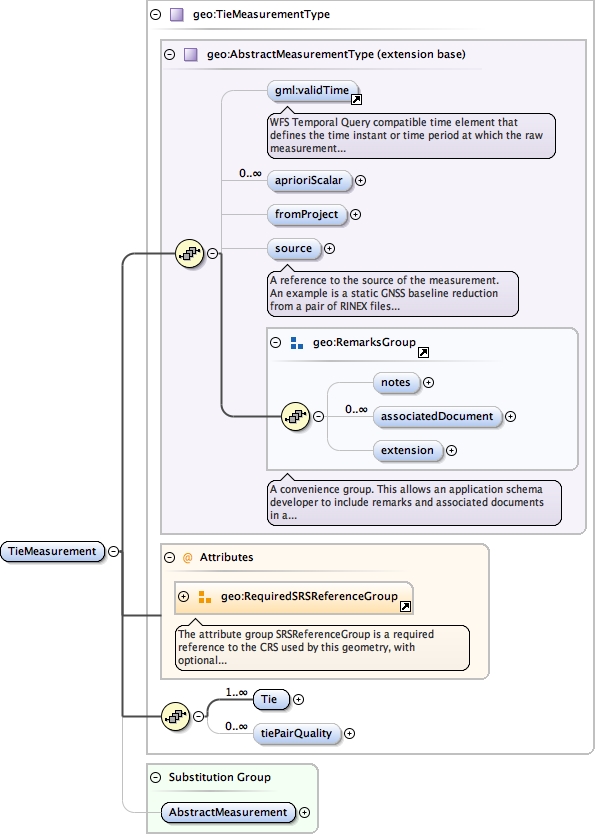 geo:TieMeasurementType
geo:AbstractMeasurementType (extension base)
gml:validTime
WFS Temporal Query compatible time element that
defines the time instant or time period at which the raw
measurement...
0..∞
aprioriScalar
fromProject
source
A reference to the source of the measurement.
An example is a static GNSS baseline reduction
from a pair of RINEX files...
geo:RemarksGroup
notes
0..∞
associatedDocument
extension
A convenience group. This allows an application schema
developer to include remarks and associated documents
in a...
TieMeasurement
@ Attributes
geo:RequiredSRSReferenceGroup
The attribute group SRSReferenceGroup is a required
reference to the CRS used by this geometry, with
optional...
1..∞
Tie
0..∞
tiePairQuality
Substitution Group
AbstractMeasurement